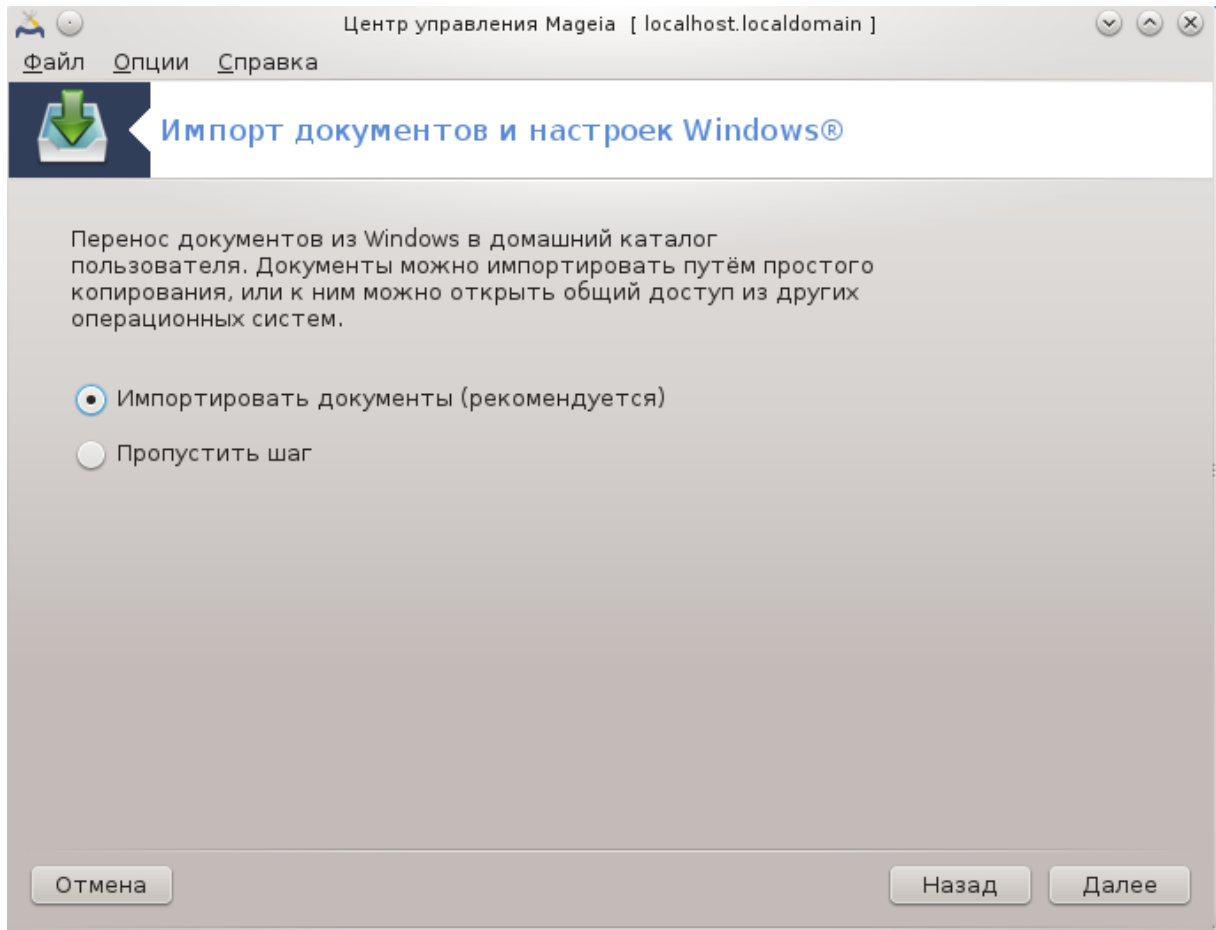 Центр управления Mageia [ localhost.localdomain ]
Файл Опции Справка
Импорт документов и настроек Windows®
Перенос документов из Windows в домашний каталог
пользователя. Документы можно импортировать путём простого
копирования, или к ним можно открыть общий доступ из других
операционных систем.
Импортировать документы (рекомендуется)
Пропустить шаг
Отмена Назад Далее